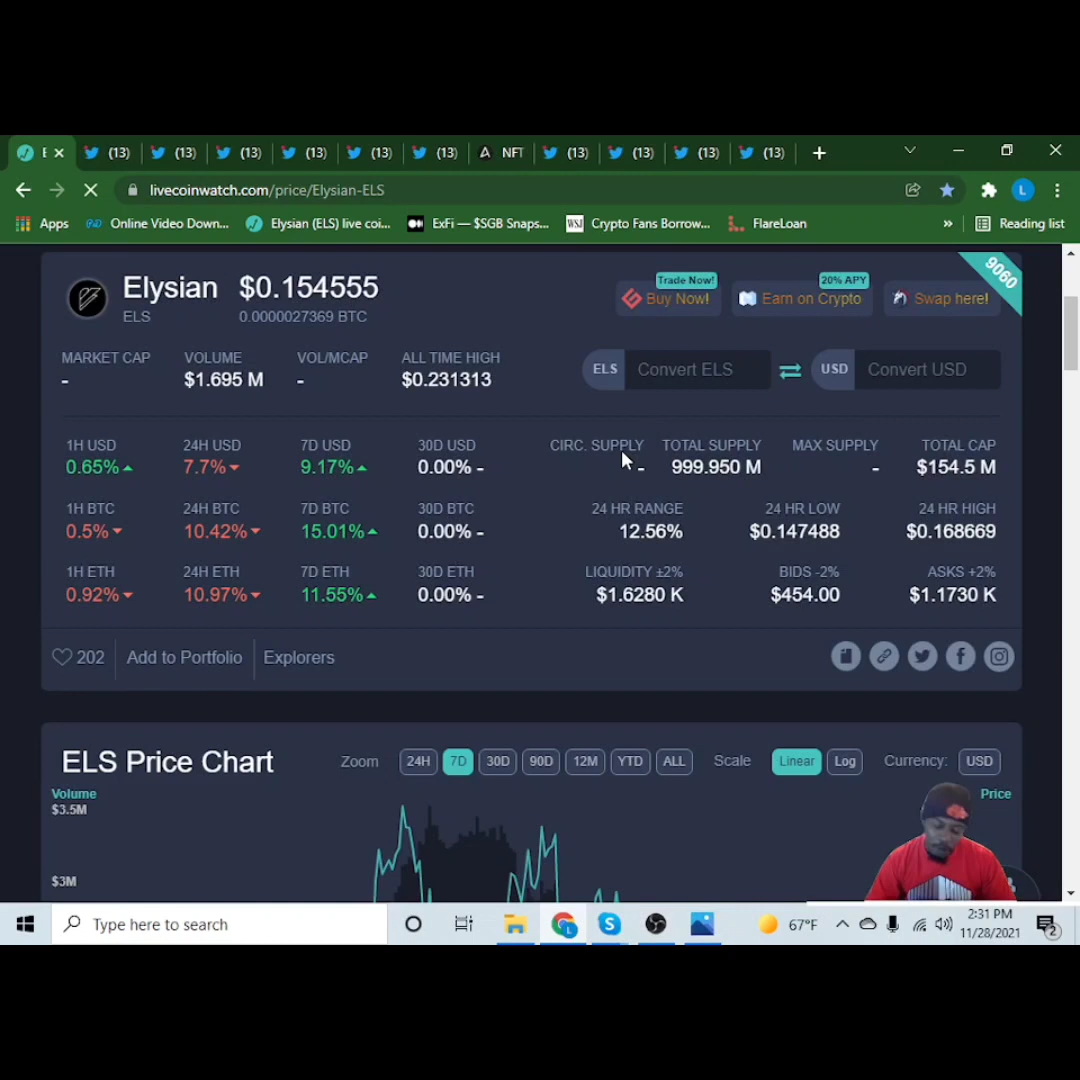 E
(13)
(13)
(13)
(13)
(13)
(13)
NFT
(13)
(13)
(13)
(13)
livecoinwatch.com/price/Elysian-ELS
L
Apps
Online Video Down...
Elysian (ELS) live coi...
ExFi — $SGB Snaps...
WSJ
Crypto Fans Borrow...
FlareLoan
»
Reading list
9060
Elysian $0.154555
ELS 0.0000027369 BTC
Trade Now!
Buy Now!
20% APY
Earn on Crypto
Swap here!
MARKET CAP VOLUME VOL/MCAP ALL TIME HIGH
- $1.695 M - $0.231313
ELS Convert ELS USD Convert USD
1H USD 24H USD 7D USD 30D USD CIRC. SUPPLY TOTAL SUPPLY MAX SUPPLY TOTAL CAP
0.65% 7.7% 9.17% 0.00% - - 999.950 M - $154.5 M
1H BTC 24H BTC 7D BTC 30D BTC 24 HR RANGE 24 HR LOW 24 HR HIGH
0.5% 10.42% 15.01% 0.00% - 12.56% $0.147488 $0.168669
1H ETH 24H ETH 7D ETH 30D ETH LIQUIDITY ±2% BIDS -2% ASKS +2%
0.92% 10.97% 11.55% 0.00% - $1.6280 K $454.00 $1.1730 K
202 Add to Portfolio Explorers
ELS Price Chart Zoom 24H 7D 30D 90D 12M YTD ALL Scale Linear Log Currency: USD
Volume Price
$3.5M
$3M
Type here to search
L
67°F
2:31 PM
11/28/2021
2